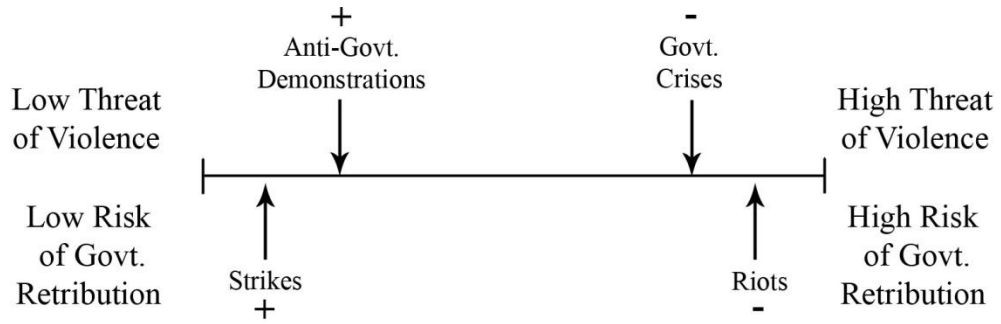 +
Anti-Govt.
Demonstrations
-
Govt.
Crises
Low Threat
of Violence
High Threat
of Violence
Low Risk
of Govt.
Retribution
Strikes
+
Riots
-
High Risk
of Govt.
Retribution